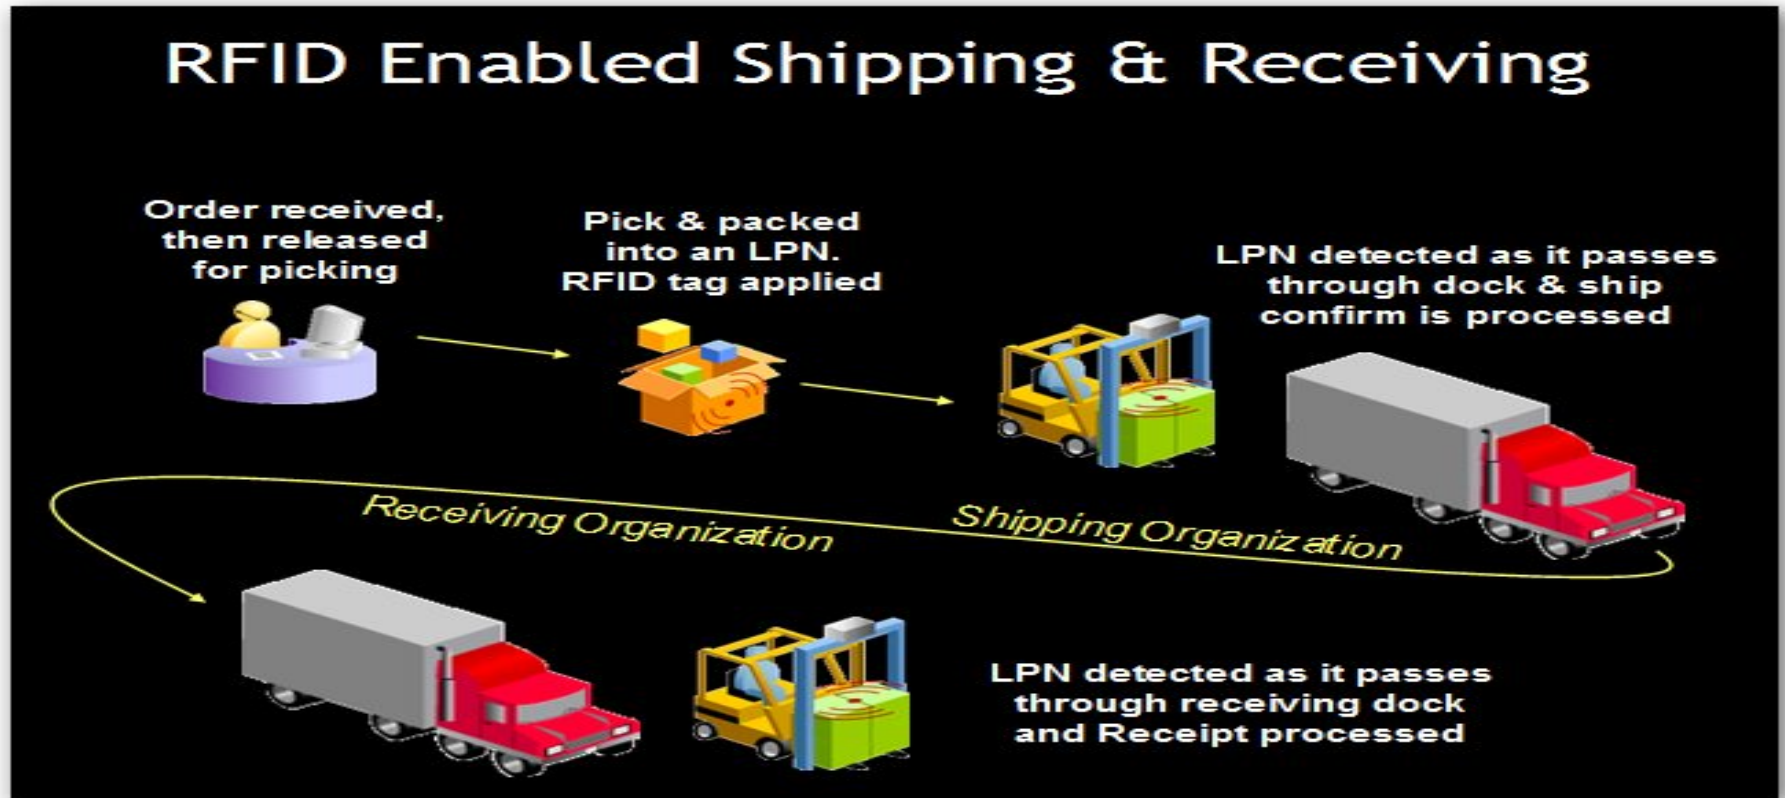 RFID Enabled Shipping & Receiving
Order received,
then released
for picking
Pick & packed
into an LPN.
RFID tag applied
LPN detected as it passes
through dock & ship
confirm is processed
Receiving Organization
Shipping Organization
LPN detected as it passes
through receiving dock
and Receipt processed